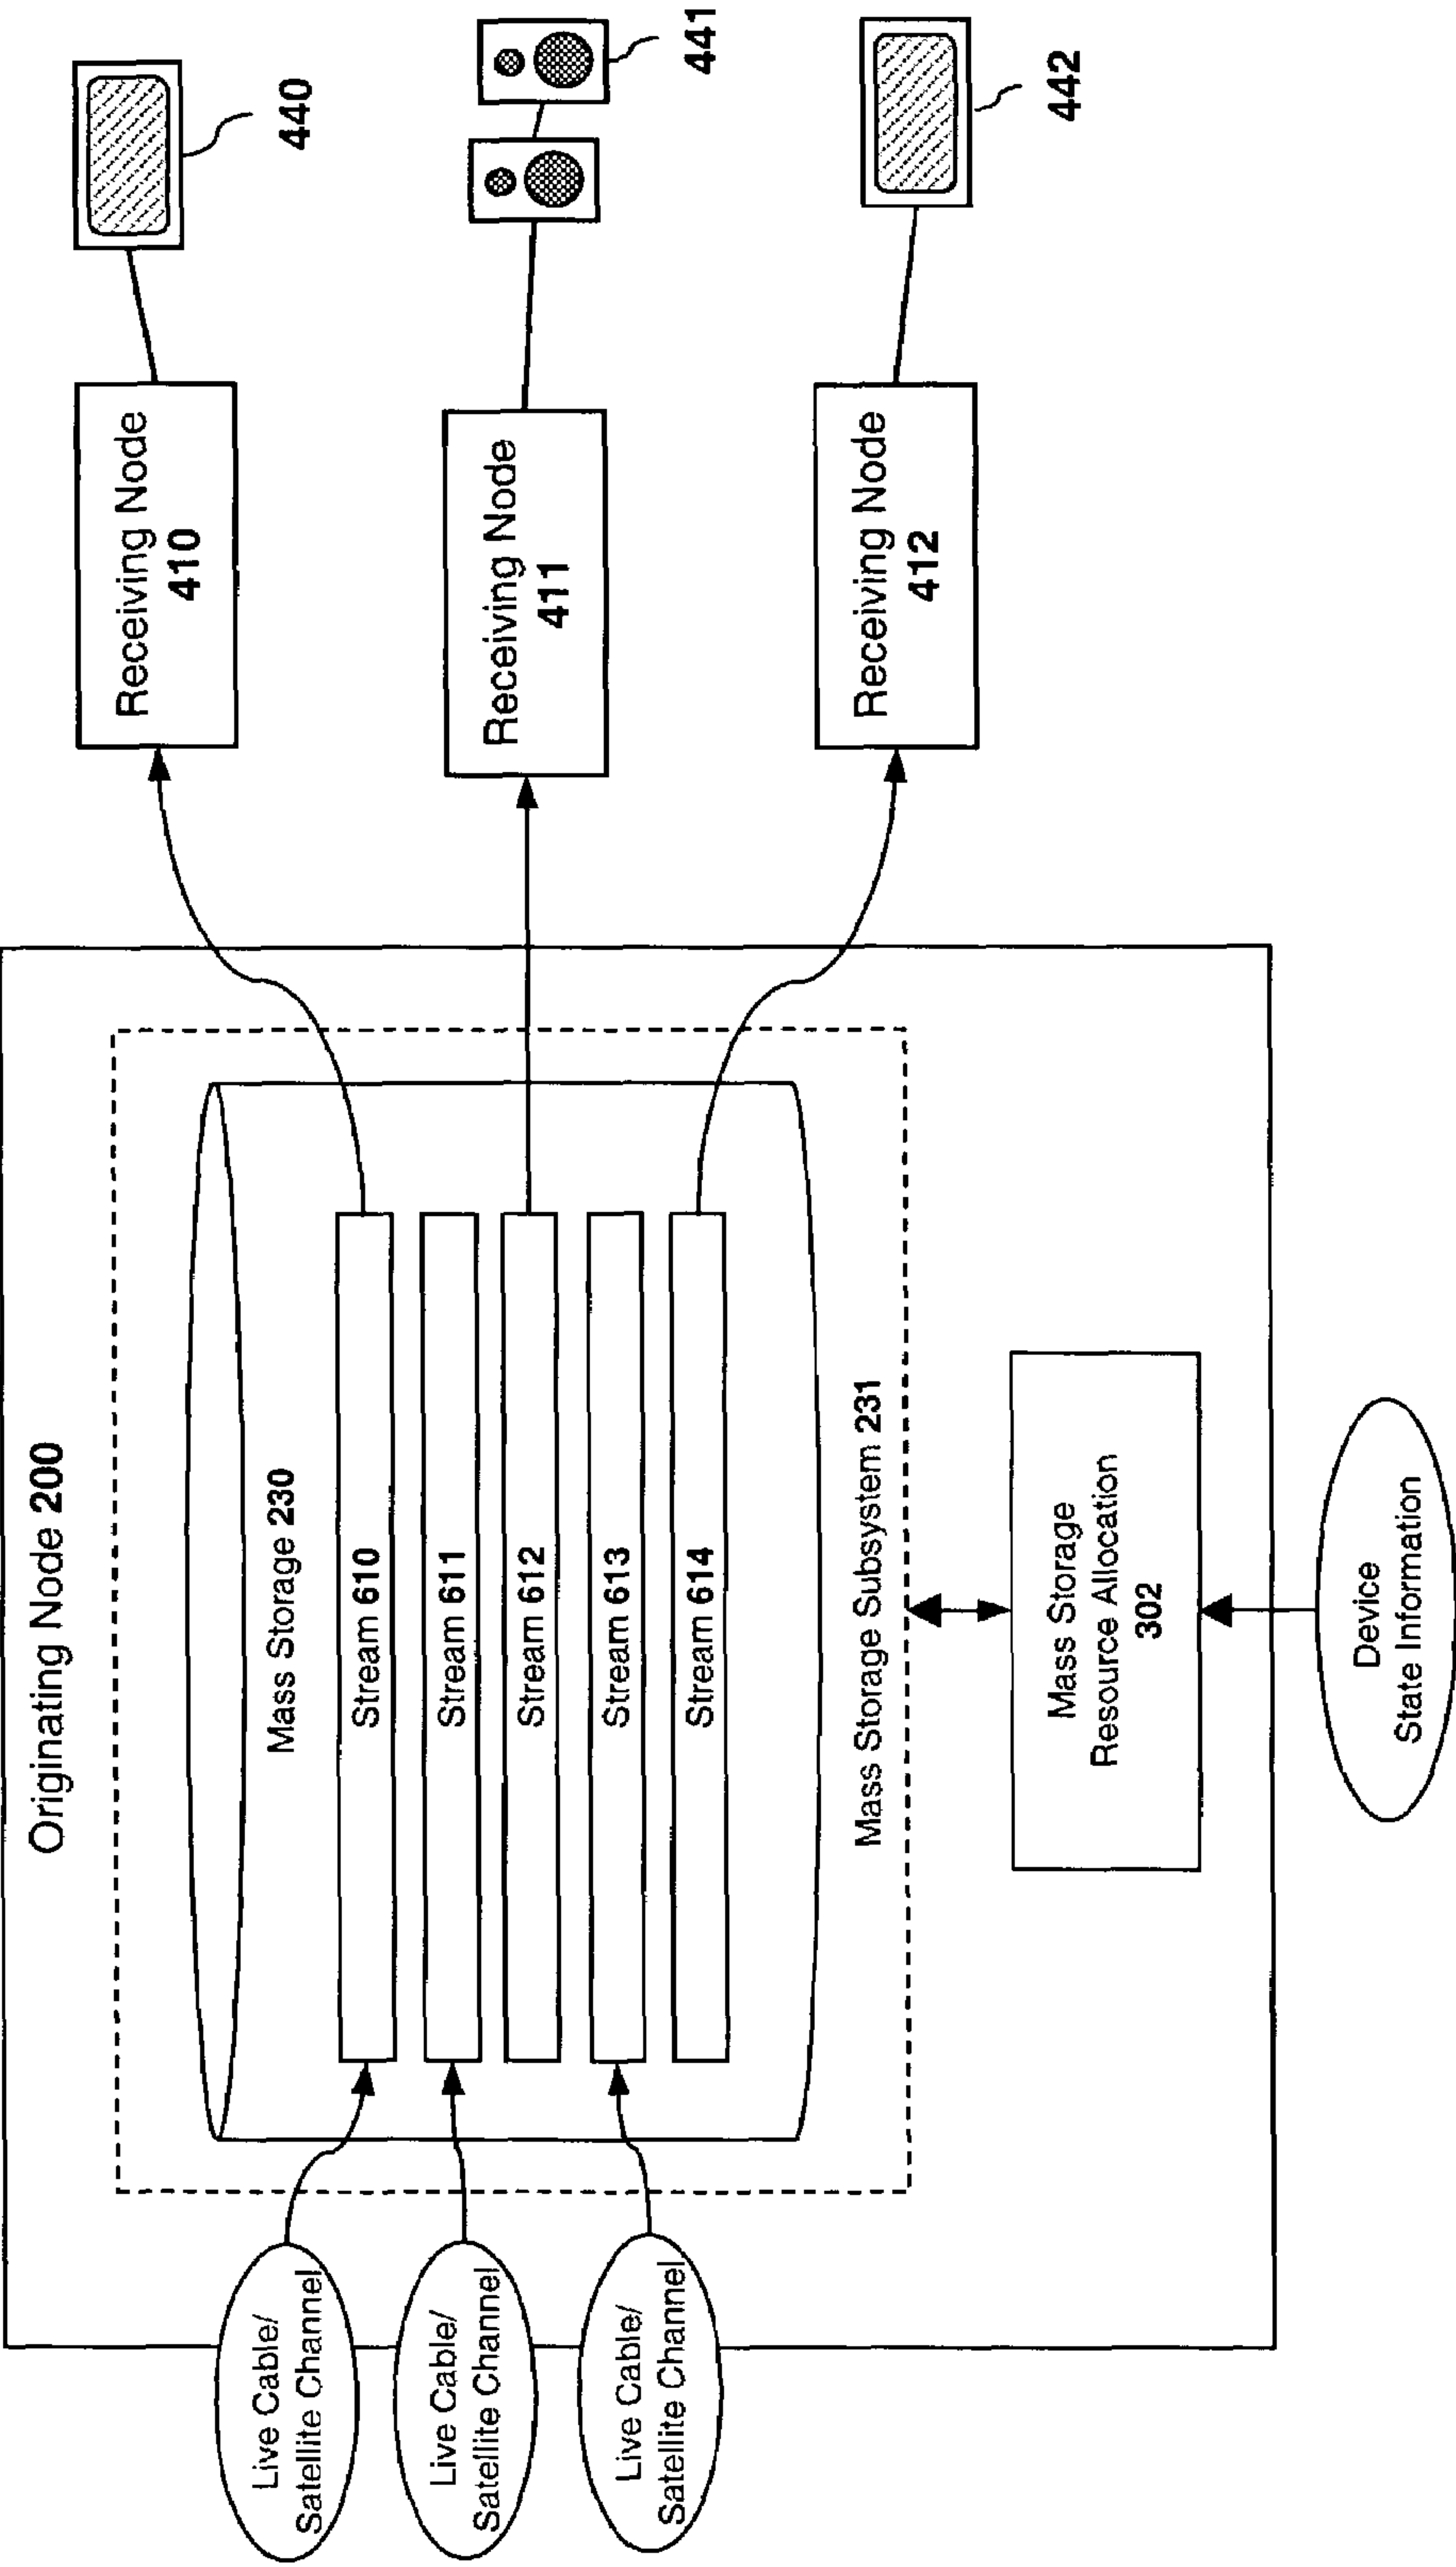 Originating Node 200
Mass Storage 230
Stream 610
Stream 611
Stream 612
Stream 613
Stream 614
Mass Storage Subsystem 231
Mass Storage
Resource Allocation
302
Device
State Information
Live Cable/
Satellite Channel
Live Cable/
Satellite Channel
Live Cable/
Satellite Channel
Receiving Node
410
Receiving Node
411
Receiving Node
412
440
441
442